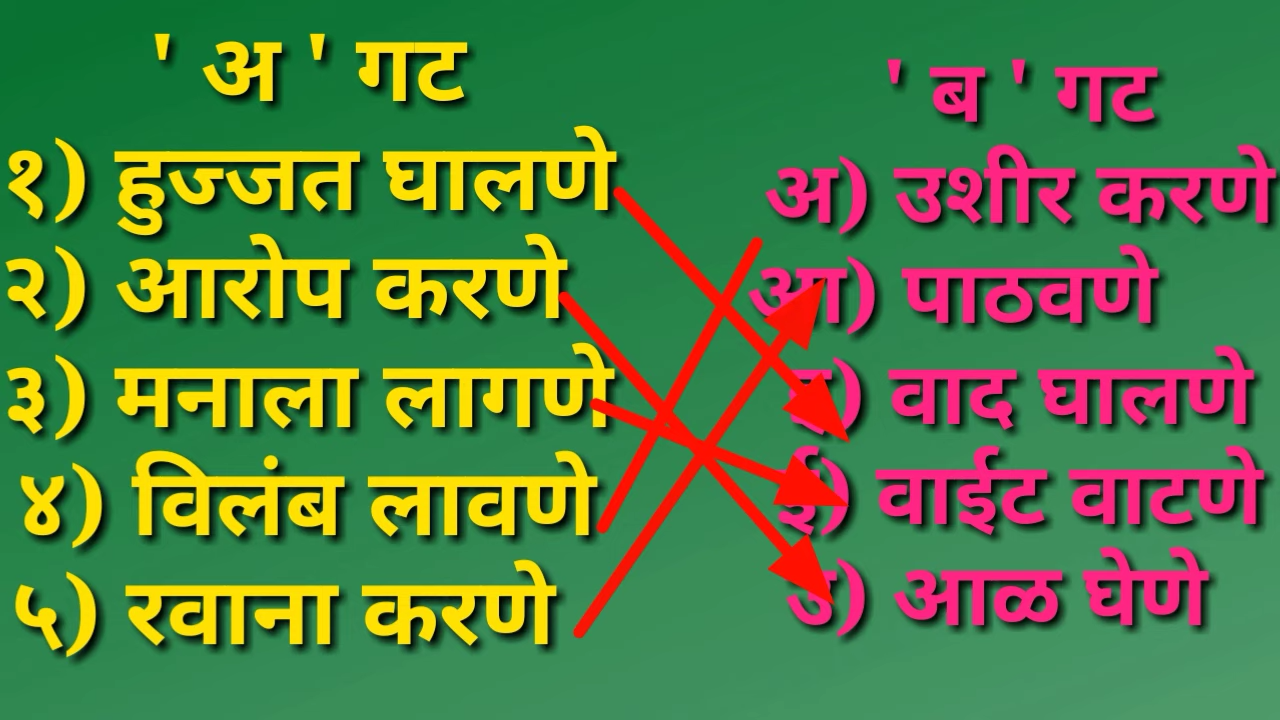 ' अ ' गट
१) हुज्जत घालणे
२) आरोप करणे
३) मनाला लागणे
४) विलंब लावणे
५) रवाना करणे
' ब ' गट
अ) उशीर करणे
आ) पाठवणे
इ) वाद घालणे
ई) वाईट वाटणे
उ) आळ घेणे